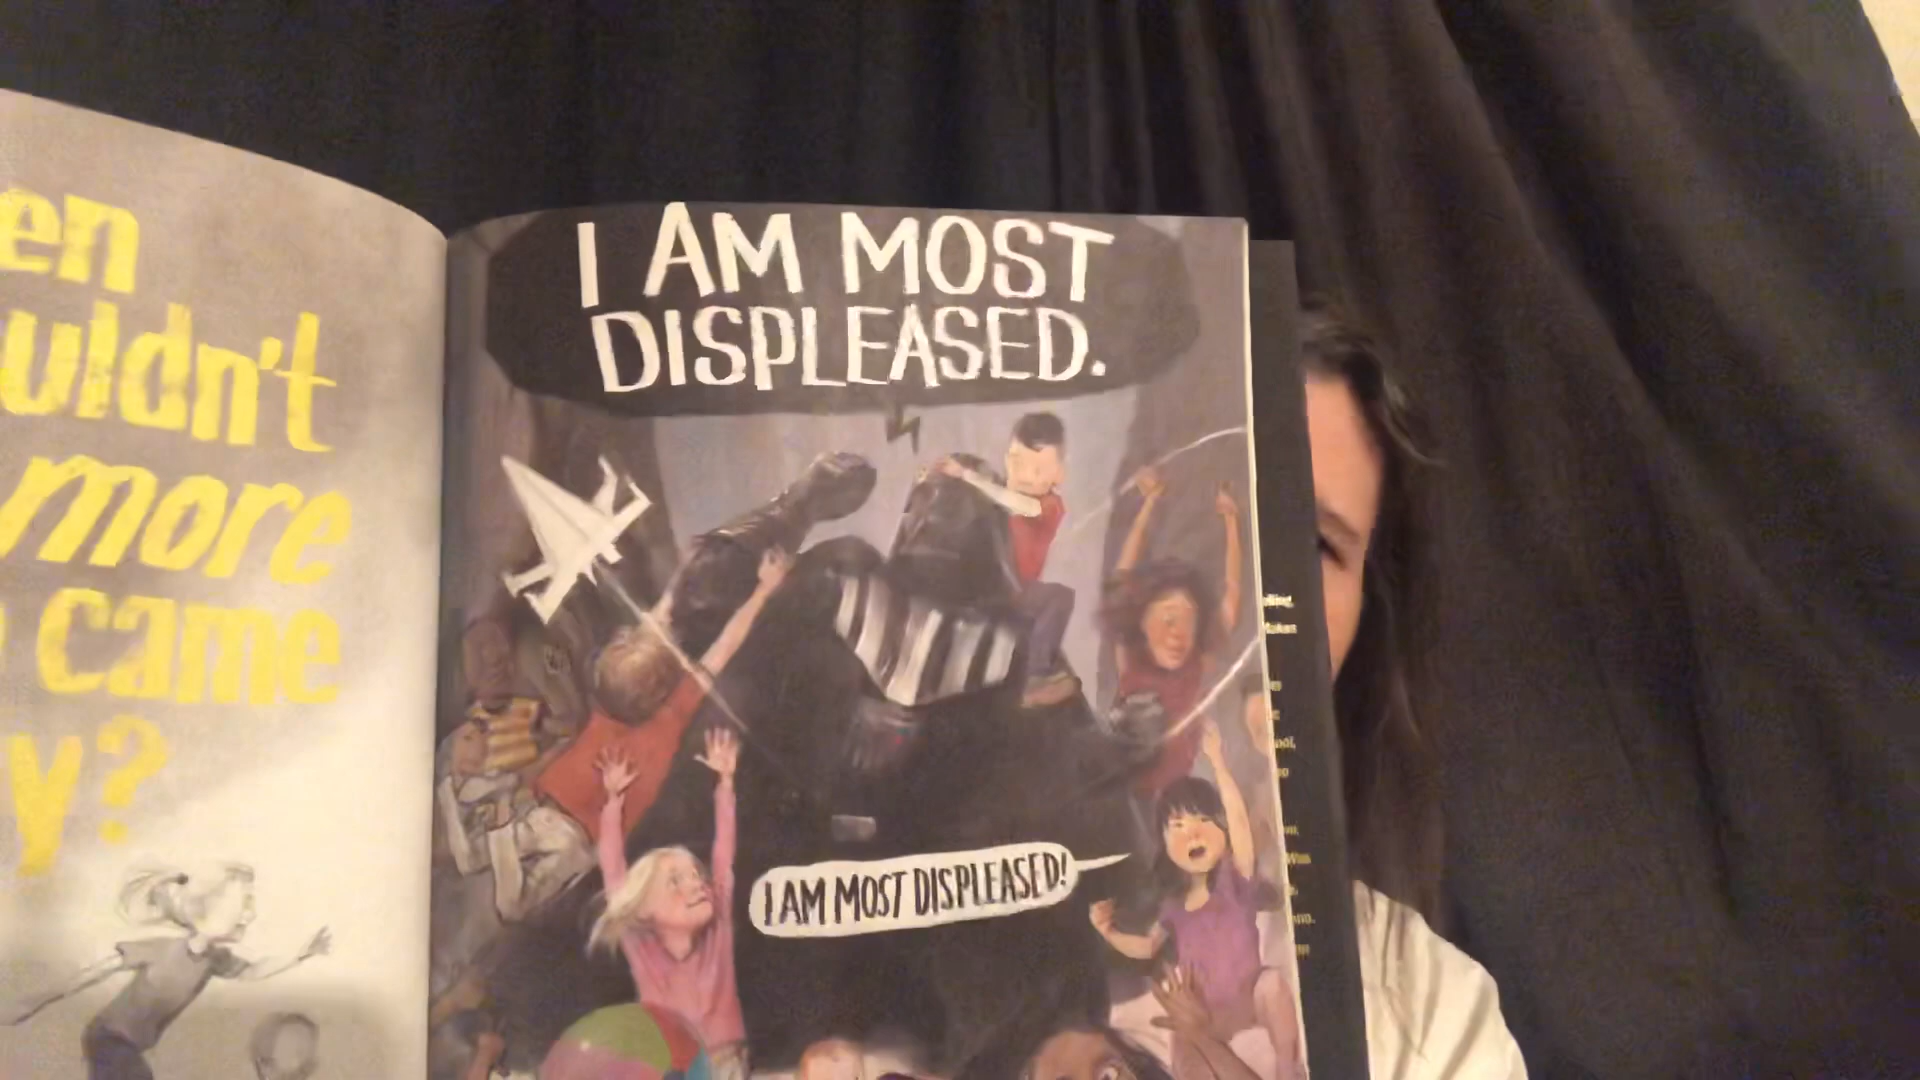 en
uldn't
more
came
y?
I AM MOST
DISPLEASED.
I AM MOST DISPLEASED!